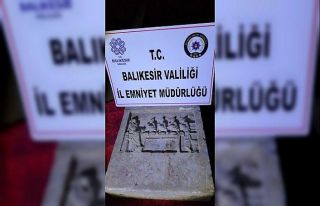 T.C.
BALIKESİR VALİLİĞİ
İL EMNİYET MÜDÜRLÜĞÜ